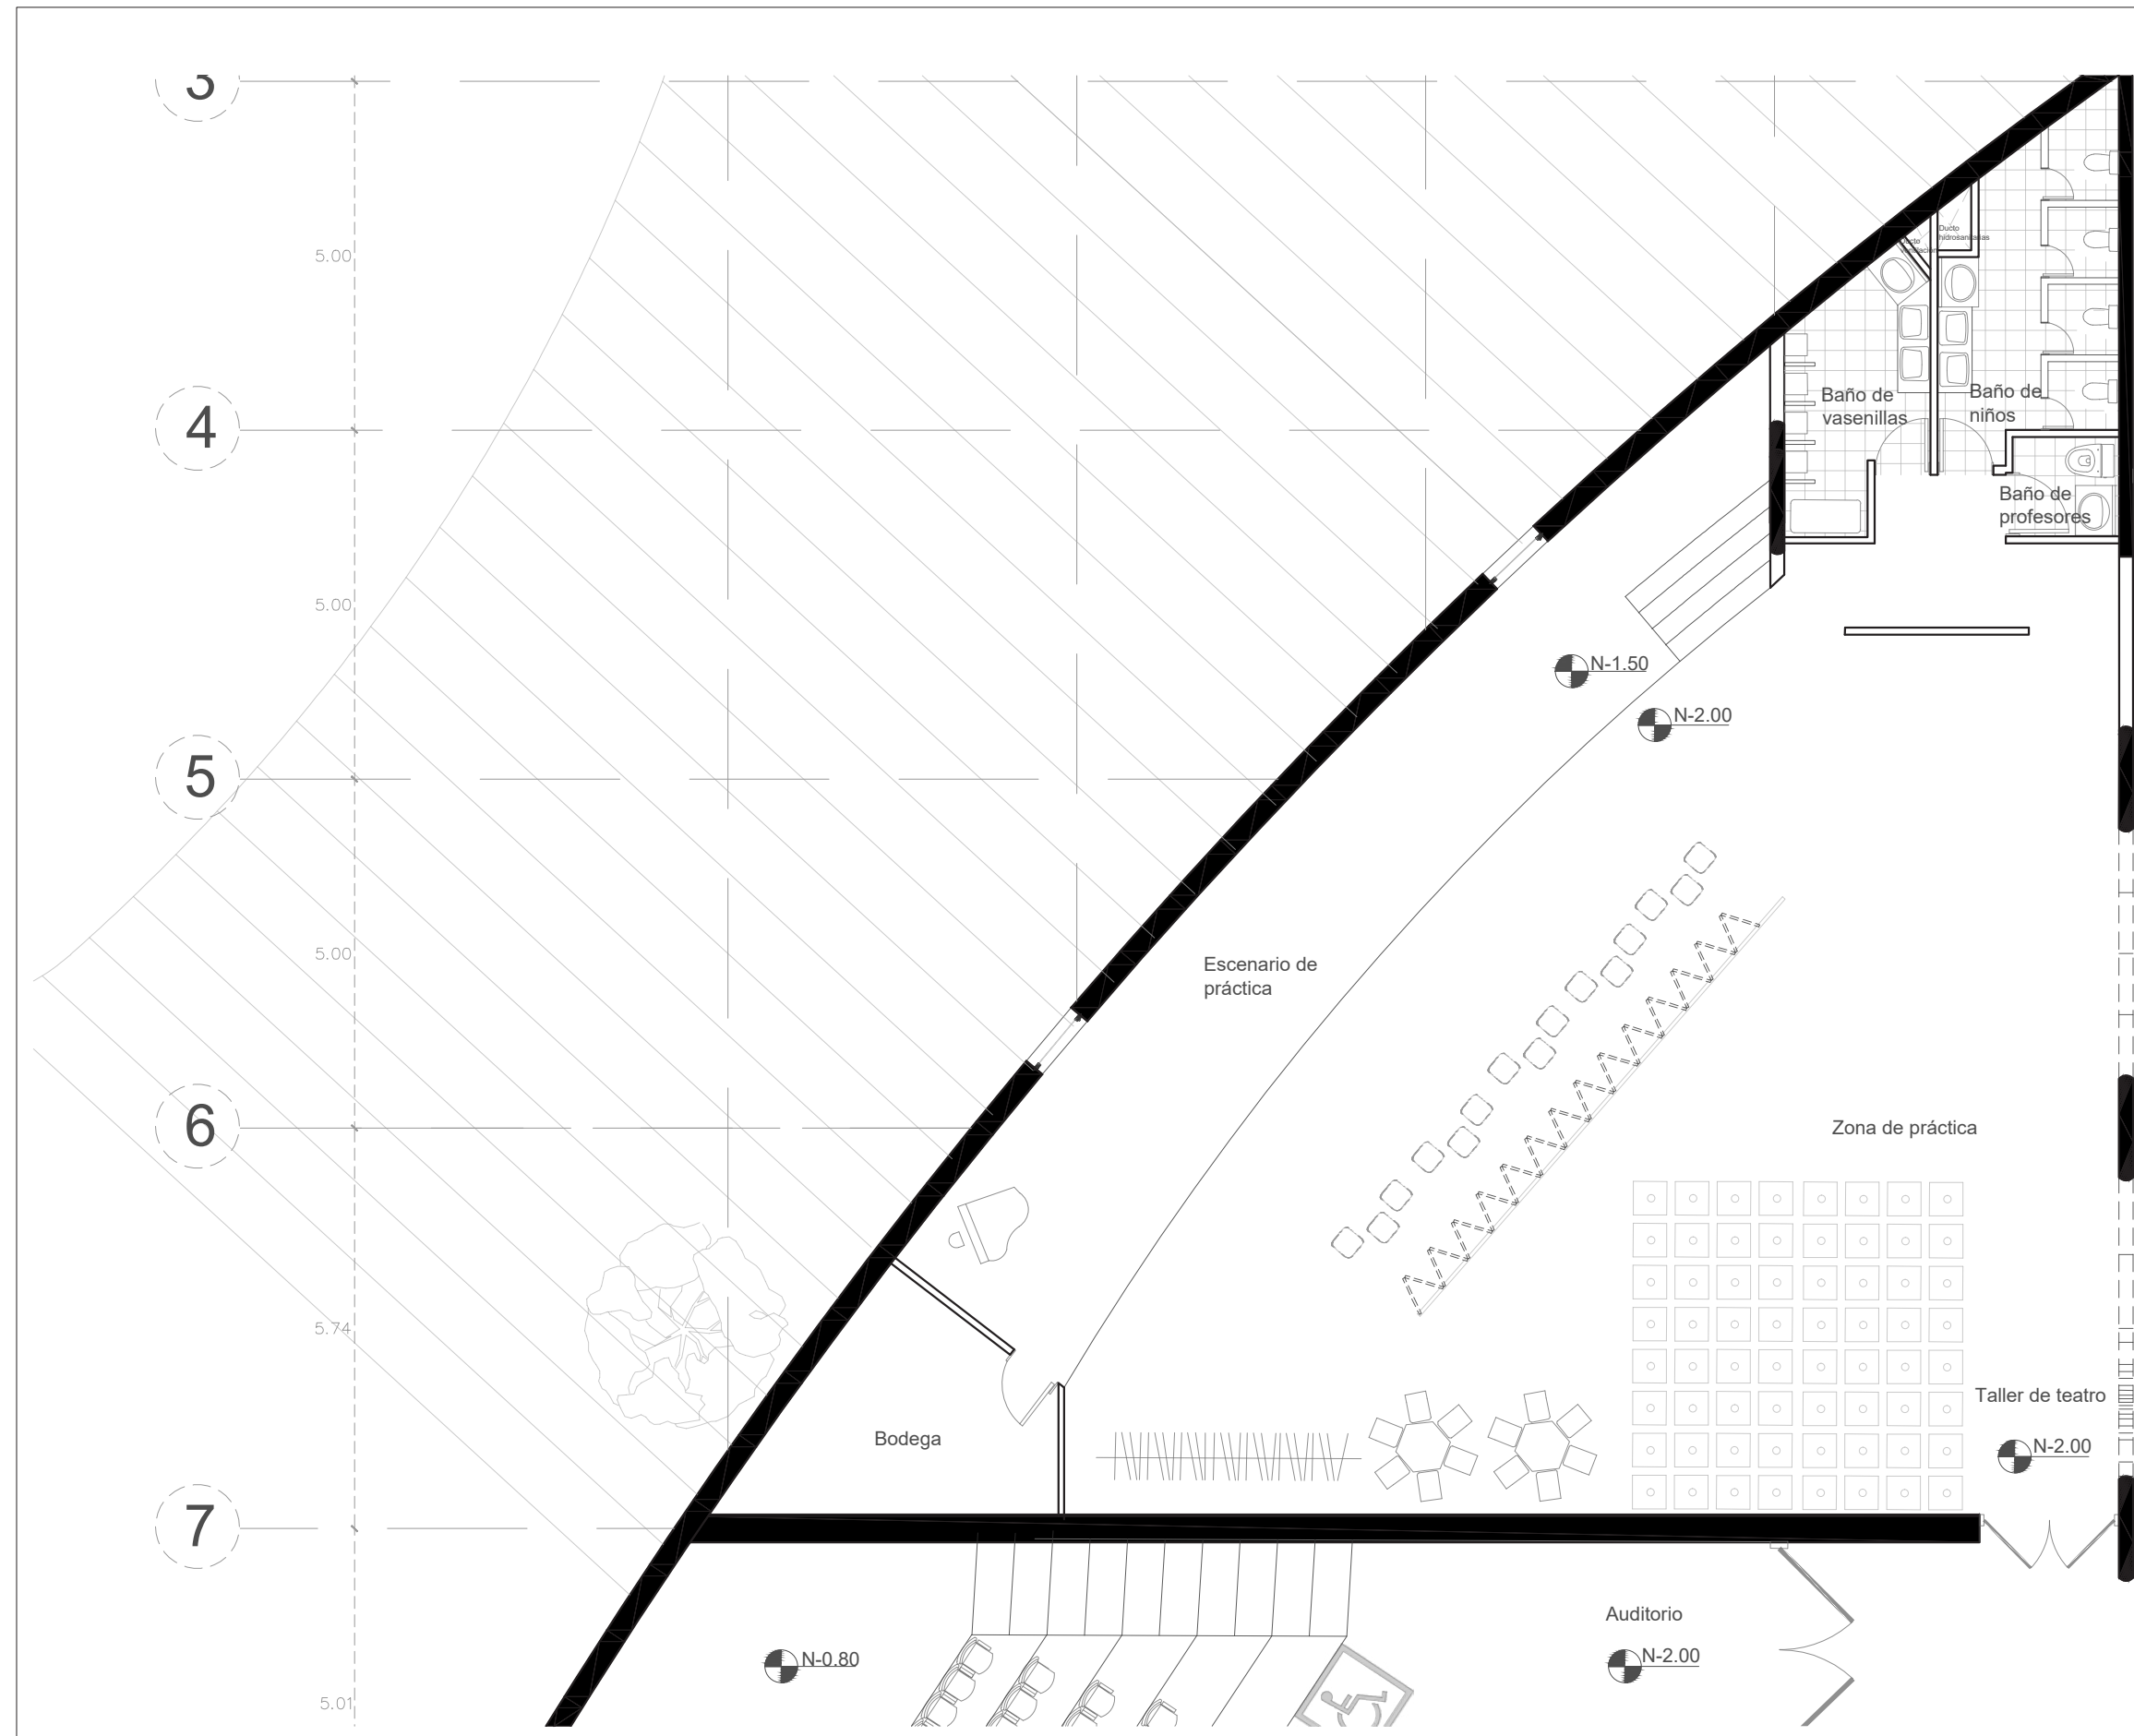 3
5.00
Ducto
hidrosanitarias
Ducto
4
Baño de
vasenillas
Baño de
niños
Baño de
profesores
5.00
N-1.50
N-2.00
5
5.00
Escenario de
práctica
6
Zona de práctica
5.74
Taller de teatro
N-2.00
Bodega
7
Auditorio
N-0.80
N-2.00
5.01